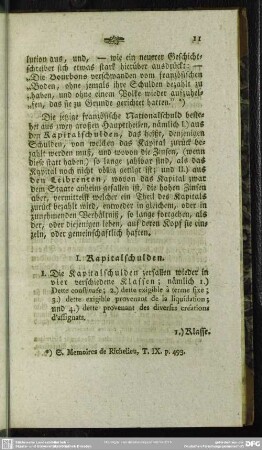 11
lution aus, und, — wie ein neuerer Geschicht-
schreiber sich etwas stark hierüber ausdrückt: —
„Die Bourbons verschwanden vom französischen
„Boden, ohne jemals ihre Schulden bezahlt zu
„haben, und ohne einem Volke wieder aufzuhel-
„fen, das sie zu Grunde gerichtet hatten.“ *)
Die jetzige französische Nationalschuld besteht
her aus zwey großen Haupttheilen, nämlich I.) aus
den Kapitalschulden, das heißt, denjenigen
Schulden, von welchen das Kapital zurück be-
zahlt werden muß, und wovon die Zinsen, (wenn
diese statt haben) so lange zahlbar sind, als das
Kapital noch nicht völlig getilgt ist; und II.) aus
den Leibrenten, wovon das Kapital zwar
dem Staate anheim gefallen ist, die hohen Zinsen
aber, vermittelst welcher ein Theil des Kapitals
zurück bezahlt wird, entweder in gleichem, oder in
zunehmenden Verhältniß, so lange fortgehen, als
der, oder diejenigen leben, auf deren Kopf sie ein-
zeln, oder gemeinschaftlich haften.
I. Kapitalschulden.
1. Die Kapitalschulden zerfallen wieder in
vier verschiedene Klassen; nämlich 1.)
Dette constituée; 2.) dette exigible à terme fixe;
3.) dette exigible provenant de la liquidation;
und 4.) dette provenant des diverses créations
d'assignats.
1.) Klasse.
*) S. Memoires de Richelieu, T. IX. p. 493.